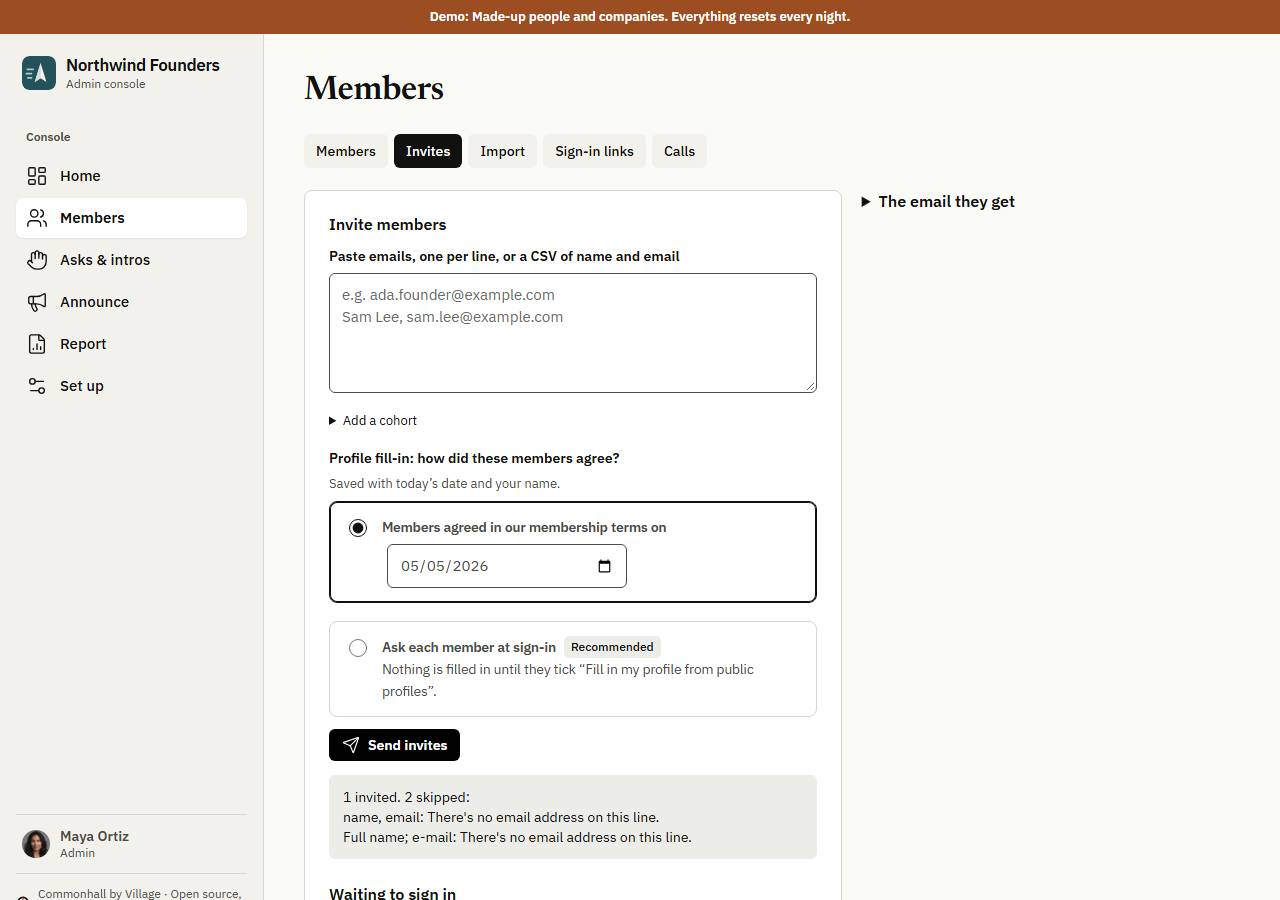 Demo: Made-up people and companies. Everything resets every night.
Northwind Founders
Admin console
Console
Home
Members
Asks & intros
Announce
Report
Set up
Maya Ortiz
Admin
Commonhall by Village · Open source,
Members
Members
Invites
Import
Sign-in links
Calls
Invite members
Paste emails, one per line, or a CSV of name and email
e.g. ada.founder@example.com
Sam Lee, sam.lee@example.com
Add a cohort
Profile fill-in: how did these members agree?
Saved with today’s date and your name.
Members agreed in our membership terms on
05/05/2026
Ask each member at sign-in Recommended
Nothing is filled in until they tick “Fill in my profile from public
profiles”.
Send invites
1 invited. 2 skipped:
name, email: There's no email address on this line.
Full name; e-mail: There's no email address on this line.
Waiting to sign in
The email they get